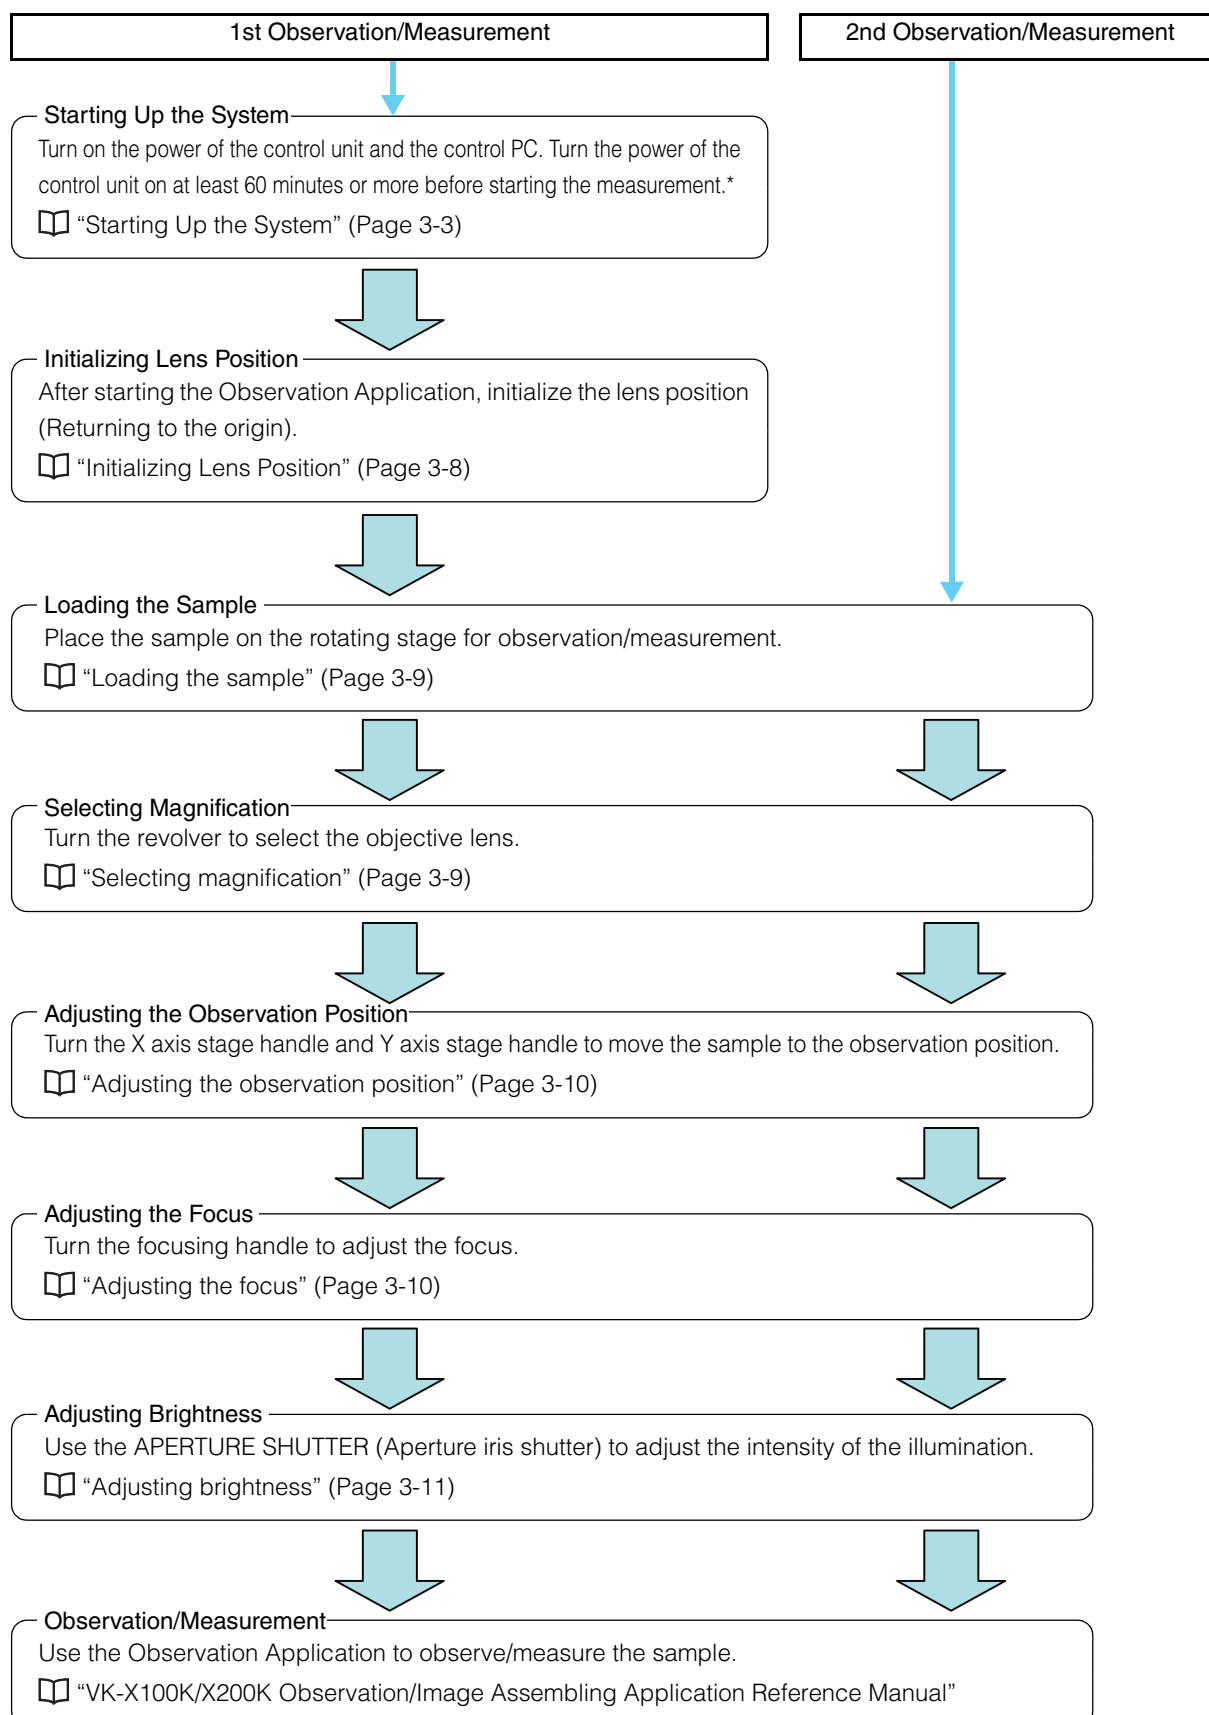 1st Observation/Measurement
2nd Observation/Measurement
Starting Up the System
Turn on the power of the control unit and the control PC. Turn the power of the
control unit on at least 60 minutes or more before starting the measurement.*
“Starting Up the System” (Page 3-3)
Initializing Lens Position
After starting the Observation Application, initialize the lens position
(Returning to the origin).
“Initializing Lens Position” (Page 3-8)
Loading the Sample
Place the sample on the rotating stage for observation/measurement.
“Loading the sample” (Page 3-9)
Selecting Magnification
Turn the revolver to select the objective lens.
“Selecting magnification” (Page 3-9)
Adjusting the Observation Position
Turn the X axis stage handle and Y axis stage handle to move the sample to the observation position.
“Adjusting the observation position” (Page 3-10)
Adjusting the Focus
Turn the focusing handle to adjust the focus.
“Adjusting the focus” (Page 3-10)
Adjusting Brightness
Use the APERTURE SHUTTER (Aperture iris shutter) to adjust the intensity of the illumination.
“Adjusting brightness” (Page 3-11)
Observation/Measurement
Use the Observation Application to observe/measure the sample.
“VK-X100K/X200K Observation/Image Assembling Application Reference Manual”